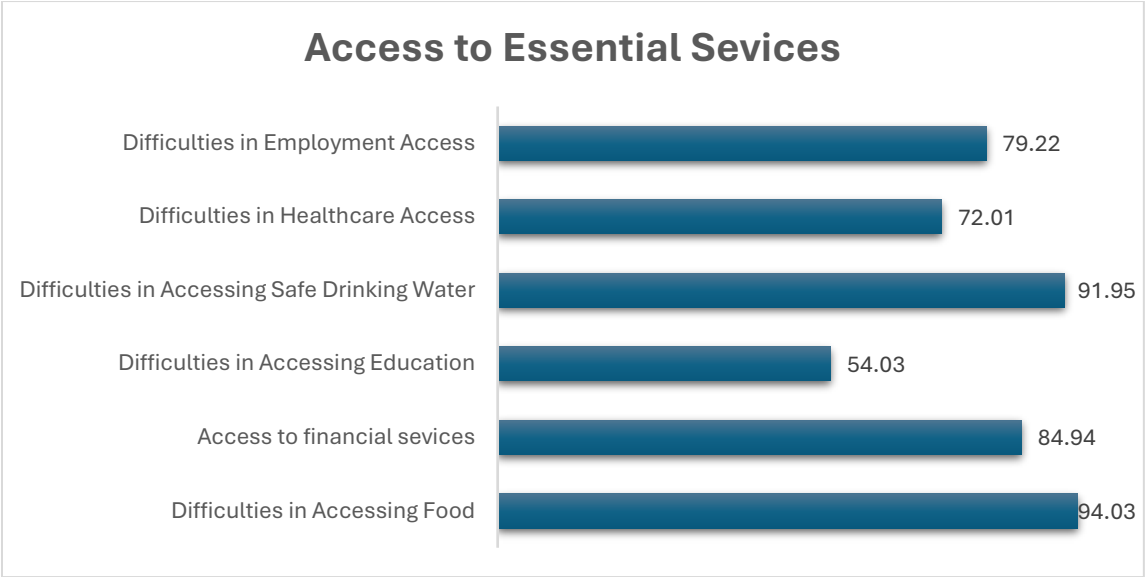 Access to Essential Sevices
Difficulties in Employment Access 79.22
Difficulties in Healthcare Access 72.01
Difficulties in Accessing Safe Drinking Water 91.95
Difficulties in Accessing Education 54.03
Access to financial sevices 84.94
Difficulties in Accessing Food 94.03